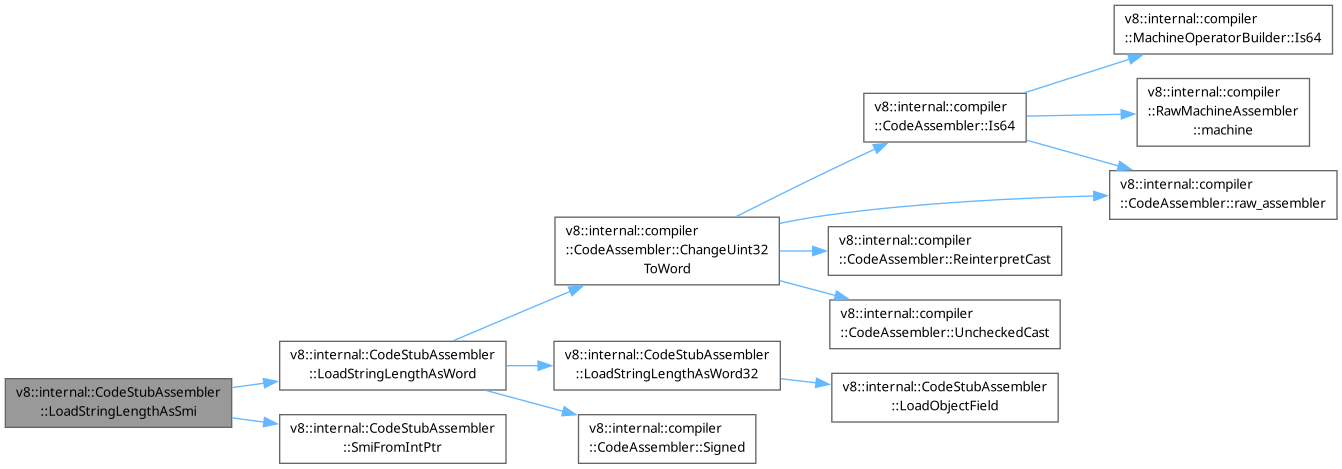 v8::internal::compiler
::MachineOperatorBuilder::Is64
v8::internal::compiler
::RawMachineAssembler
::machine
v8::internal::compiler
::CodeAssembler::Is64
v8::internal::compiler
::CodeAssembler::raw_assembler
v8::internal::compiler
::CodeAssembler::ChangeUint32
ToWord
v8::internal::compiler
::CodeAssembler::ReinterpretCast
v8::internal::compiler
::CodeAssembler::UncheckedCast
v8::internal::CodeStubAssembler
::LoadStringLengthAsWord
v8::internal::CodeStubAssembler
::LoadStringLengthAsWord32
v8::internal::CodeStubAssembler
::LoadObjectField
v8::internal::CodeStubAssembler
::LoadStringLengthAsSmi
v8::internal::CodeStubAssembler
::SmiFromIntPtr
v8::internal::compiler
::CodeAssembler::Signed